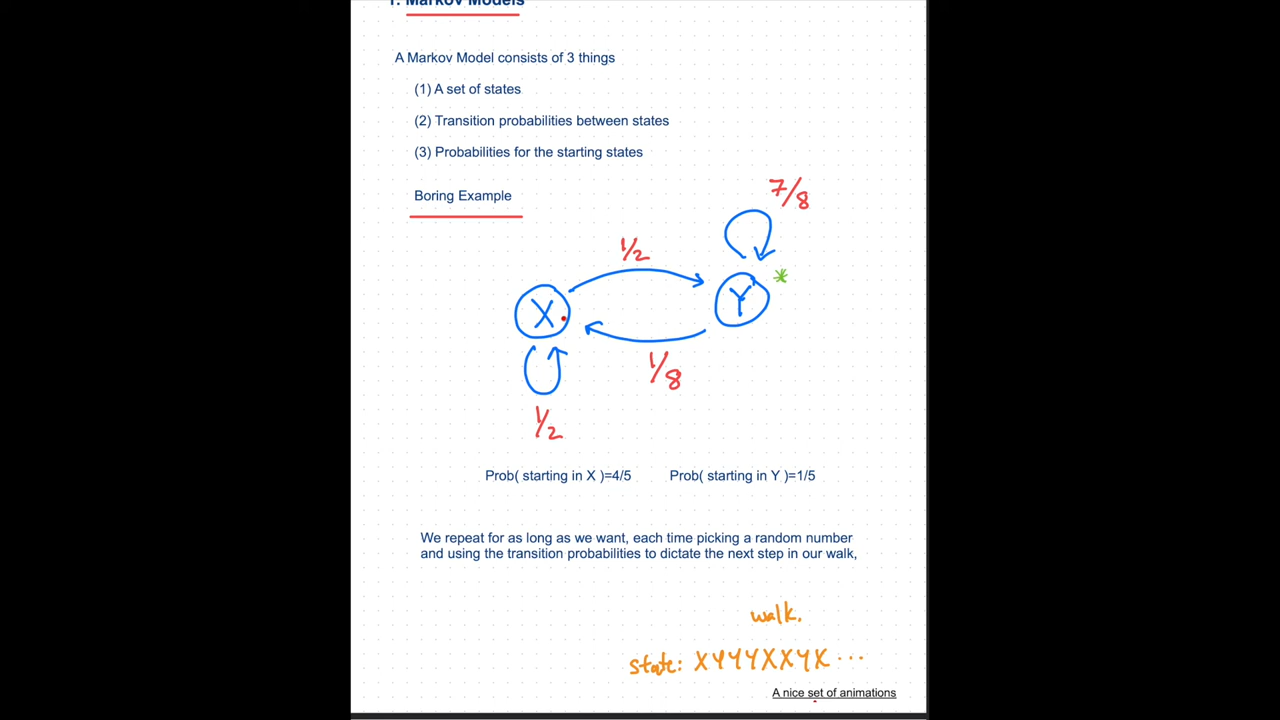 1. Markov Models
A Markov Model consists of 3 things
(1) A set of states
(2) Transition probabilities between states
(3) Probabilities for the starting states
Boring Example
7/8
1/2
*
X
Y
1/8
1/2
Prob( starting in X )=4/5 Prob( starting in Y )=1/5
We repeat for as long as we want, each time picking a random number
and using the transition probabilities to dictate the next step in our walk,
walk.
state: XYYYXXYX ...
A nice set of animations